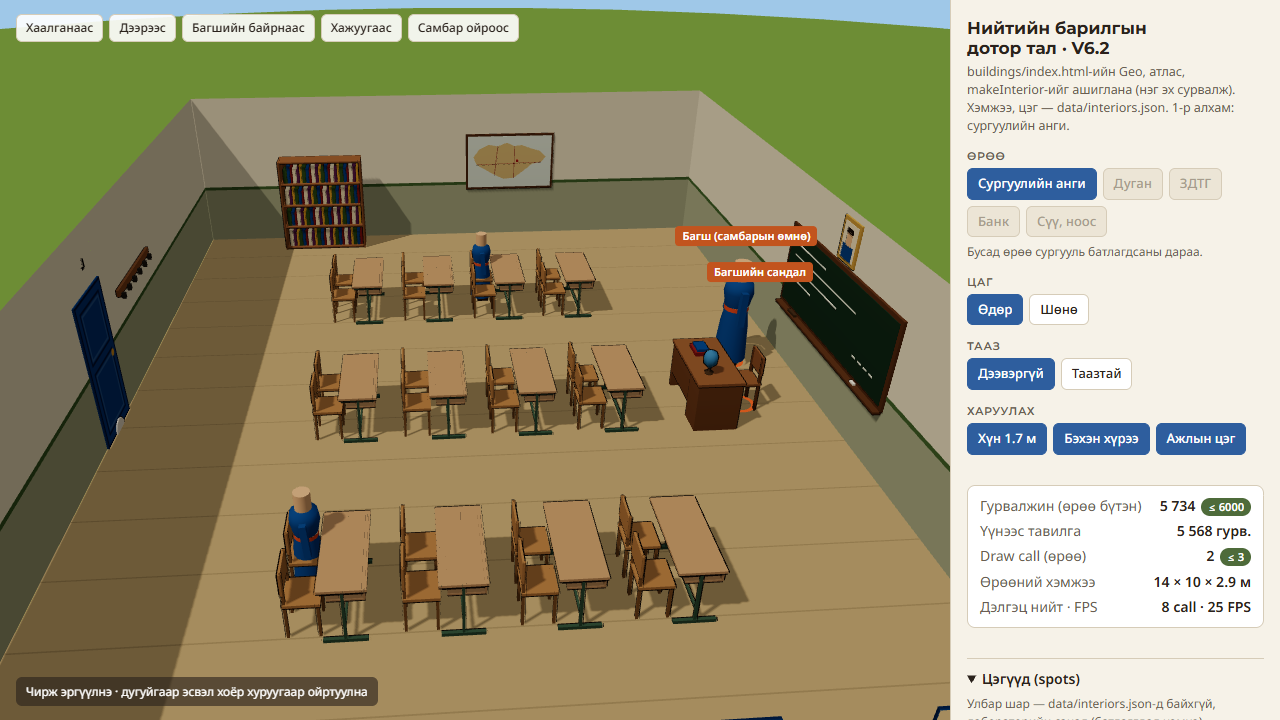 Хаалганаас
Дээрээс
Багшийн байрнаас
Хажуугаас
Самбар ойроос
Багш (самбарын өмнө)
Багшийн сандал
Чирж эргүүлнэ · дугуйгаар эсвэл хоёр хуруугаар ойртуулна
Нийтийн барилгын
дотор тал · V6.2
buildings/index.html-ийн Geo, атлас,
makeInterior-ийг ашиглана (нэг эх сурвалж).
Хэмжээ, цэг — data/interiors.json. 1-р алхам:
сургуулийн анги.
ӨРӨӨ
Сургуулийн анги
Дуган
ЗДТГ
Банк
Сүү, ноос
Бусад өрөө сургууль батлагдсаны дараа.
ЦАГ
Өдөр
Шөнө
ТААЗ
Дээвэргүй
Таазтай
ХАРУУЛАХ
Хүн 1.7 м
Бэхэн хүрээ
Ажлын цэг
Гурвалжин (өрөө бүтэн) 5 734 ≤ 6000
Үүнээс тавилга 5 568 гурв.
Draw call (өрөө) 2 ≤ 3
Өрөөний хэмжээ 14 × 10 × 2.9 м
Дэлгэц нийт · FPS 8 call · 25 FPS
▼ Цэгүүд (spots)
Улбар шар — data/interiors.json-д байхгүй,